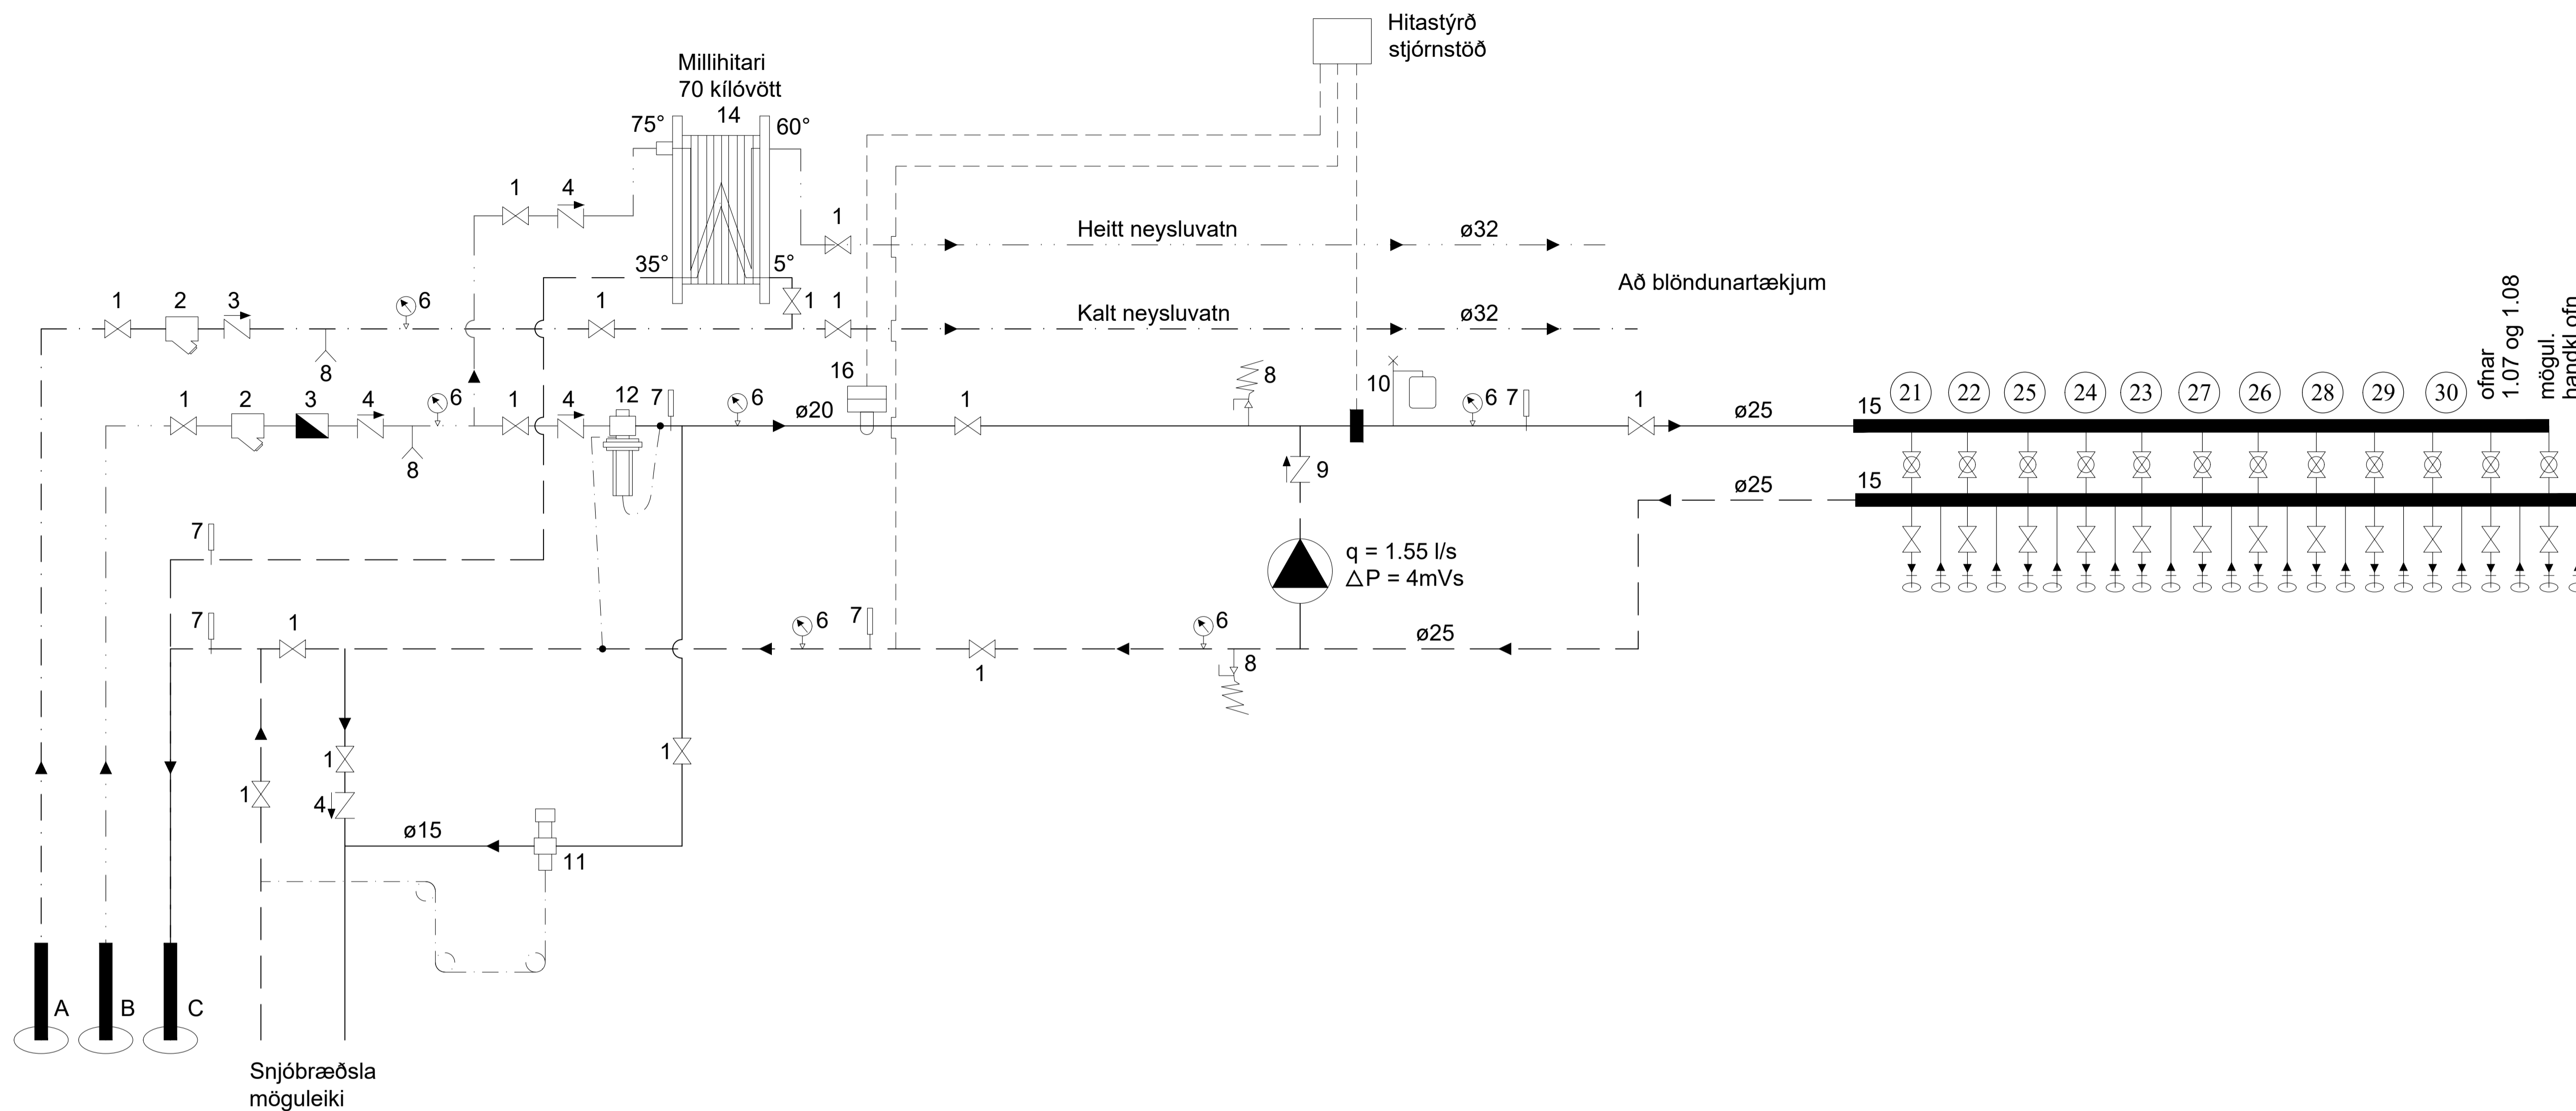 Hitastýrð
stjórnstöð
Millihitari
70 kílóvött
14
75°
60°
35°
5°
1
4
1
Heitt neysluvatn
ø32
Að blöndunartækjum
1
2
3
6
1
1
1
Kalt neysluvatn
ø32
8
1
2
3
4
6
1
4
12
7
6
ø20
16
1
8
10
6
7
1
ø25
15
21
22
25
24
23
27
26
28
29
30
ofnar
1.07 og 1.08
mögul.
handkl.ofn
8
9
ø25
15
7
q = 1.55 l/s
△P = 4mVs
7
1
6
7
1
6
8
ø25
1
1
1
4
ø15
11
A
B
C
Snjóbræðsla
möguleiki